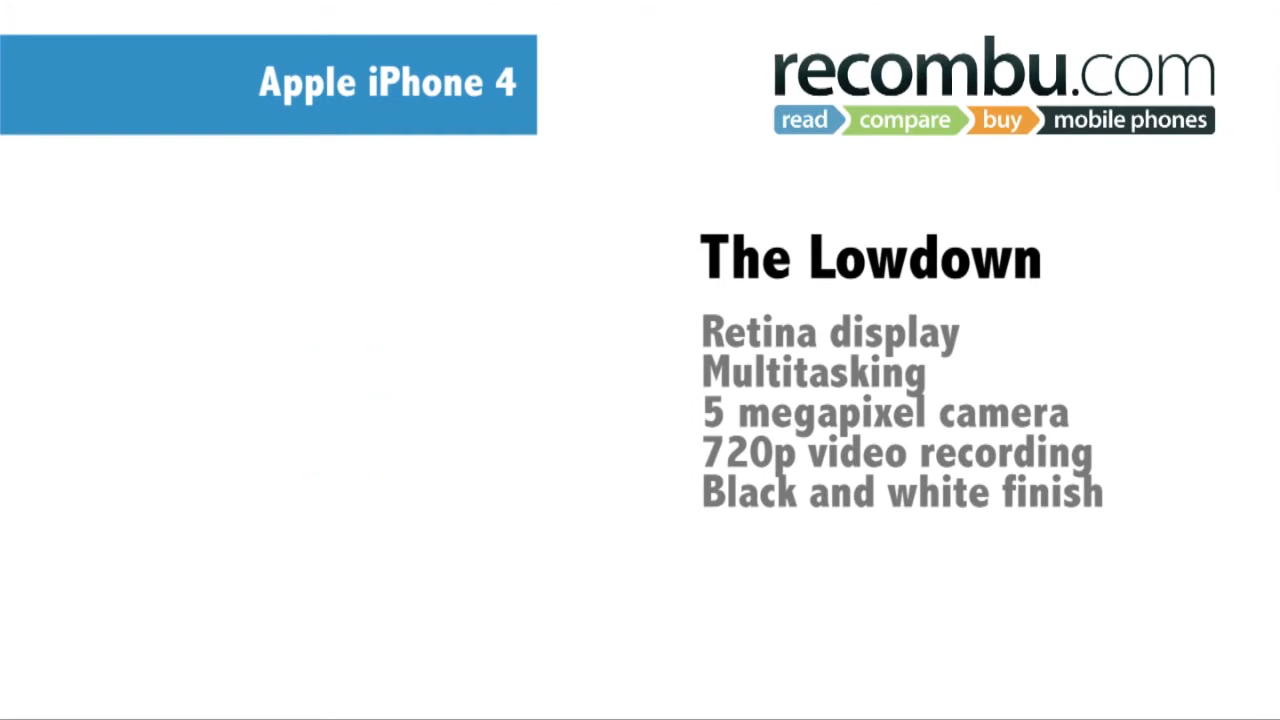 Apple iPhone 4
recombu.com
read compare buy mobile phones
The Lowdown
Retina display
Multitasking
5 megapixel camera
720p video recording
Black and white finish